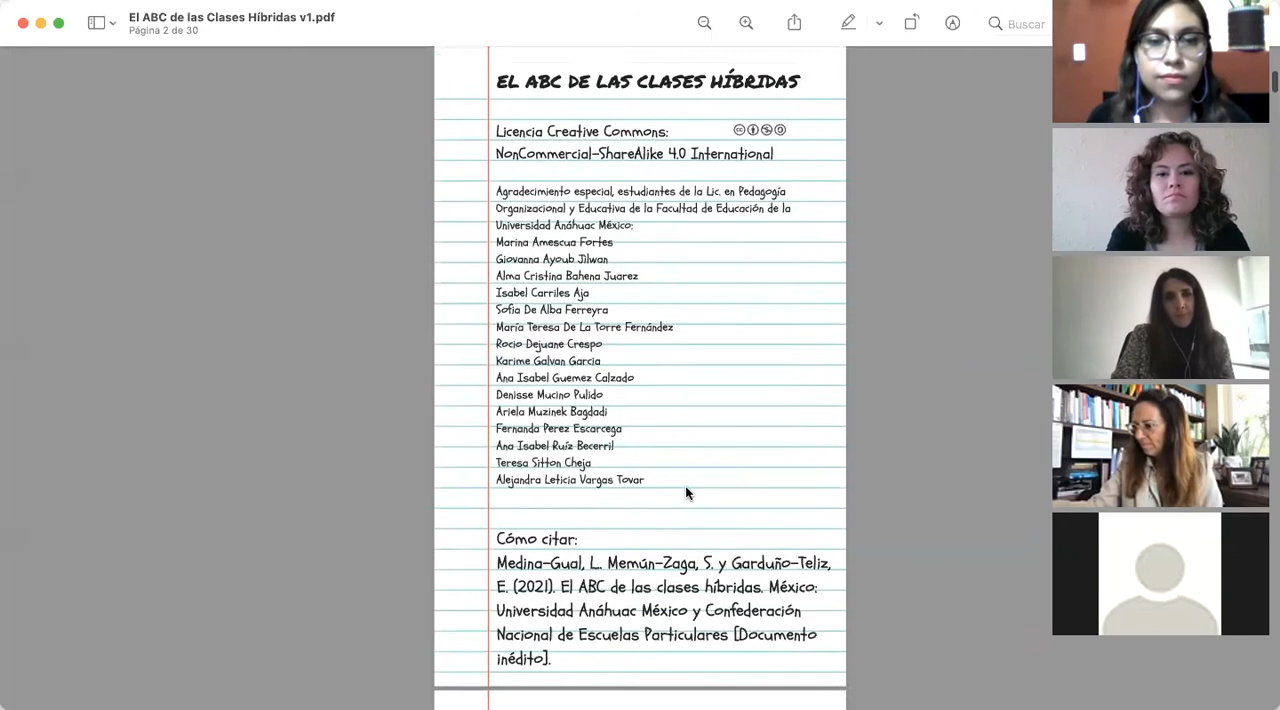 El ABC de las Clases Híbridas v1.pdf
Página 2 de 30
Buscar
EL ABC DE LAS CLASES HÍBRIDAS
Licencia Creative Commons:
NonCommercial-ShareAlike 4.0 International
Agradecimiento especial, estudiantes de la Lic. en Pedagogía
Organizacional y Educativa de la Facultad de Educación de la
Universidad Anáhuac México:
Marina Amescua Fortes
Giovanna Ayoub Jilwan
Alma Cristina Bahena Juarez
Isabel Carriles Aja
Sofia De Alba Ferreyra
María Teresa De La Torre Fernández
Rocio Dejuane Crespo
Karime Galvan Garcia
Ana Isabel Guemez Calzado
Denisse Mucino Pulido
Ariela Muzinek Bagdadi
Fernanda Perez Escarcega
Ana Isabel Ruíz Becerril
Teresa Sitton Cheja
Alejandra Leticia Vargas Tovar
Cómo citar:
Medina-Gual, L. Memún-Zaga, S. y Garduño-Teliz,
E. (2021). El ABC de las clases híbridas. México:
Universidad Anáhuac México y Confederación
Nacional de Escuelas Particulares [Documento
inédito].